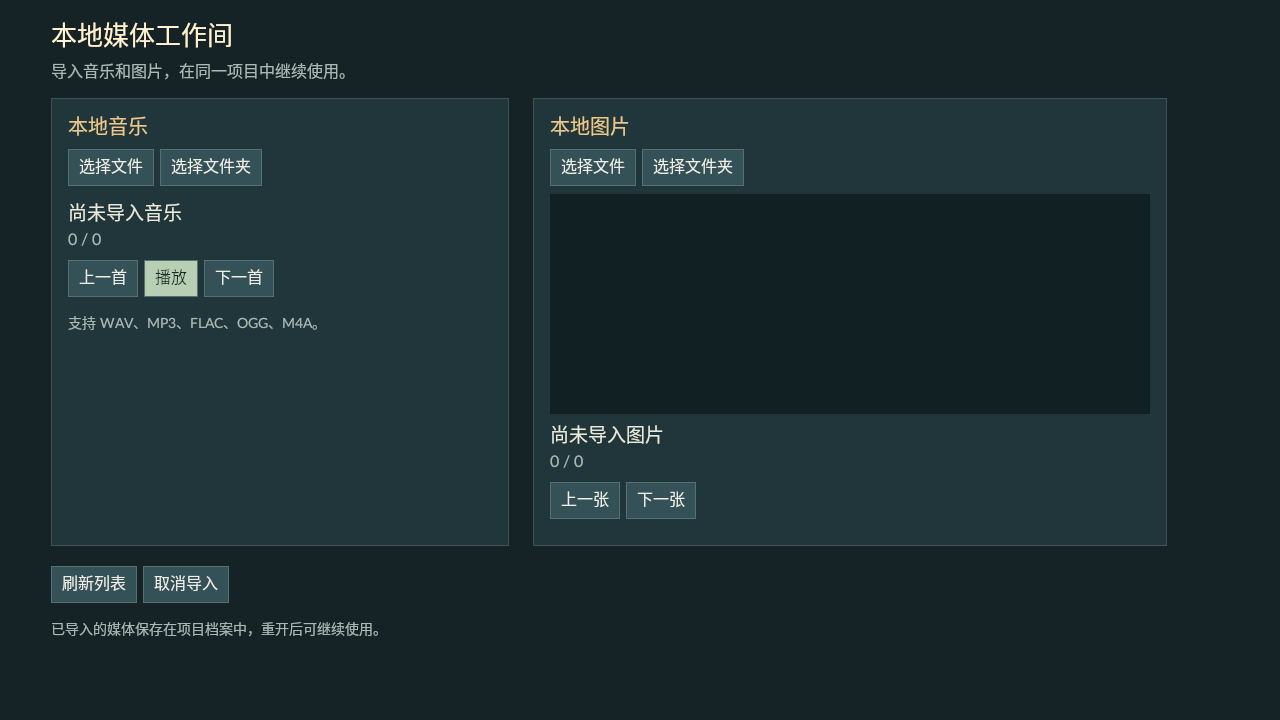 本地媒体工作间
导入音乐和图片，在同一项目中继续使用。
本地音乐
选择文件 选择文件夹
尚未导入音乐
0 / 0
上一首 播放 下一首
支持 WAV、MP3、FLAC、OGG、M4A。
本地图片
选择文件 选择文件夹
尚未导入图片
0 / 0
上一张 下一张
刷新列表 取消导入
已导入的媒体保存在项目档案中，重开后可继续使用。